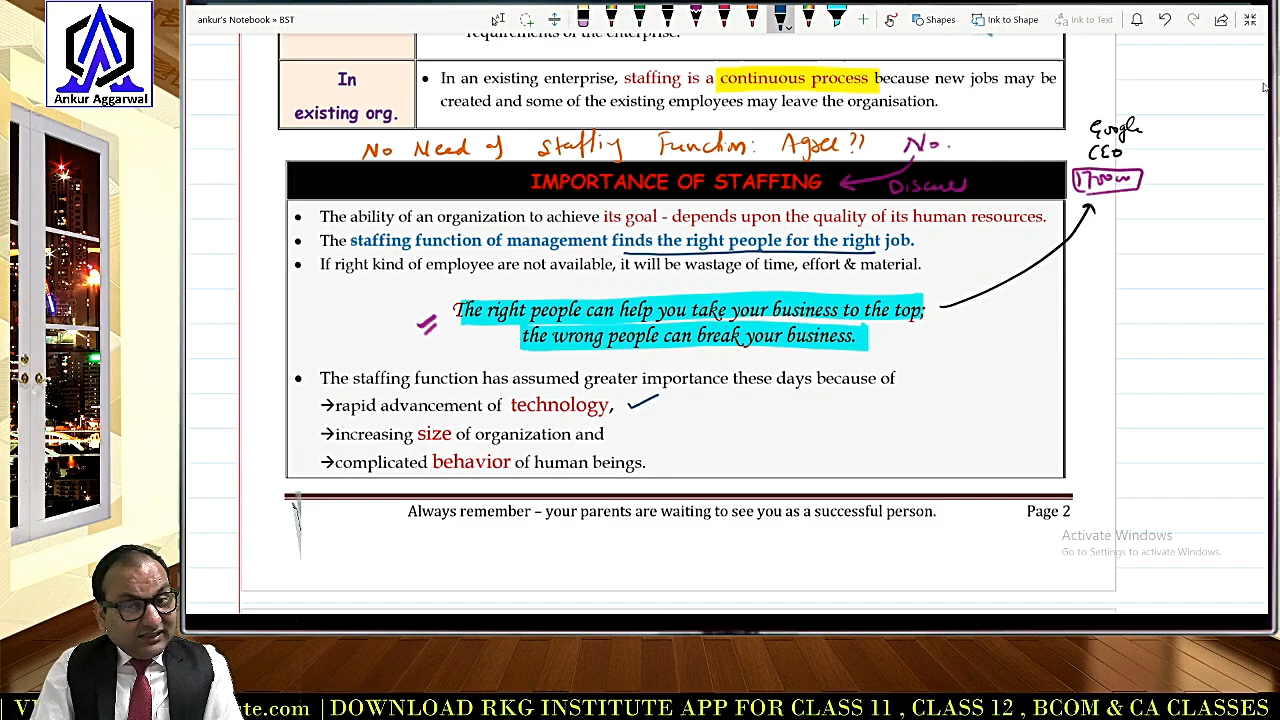 ankur's Notebook » BST
Shapes
Ink to Shape
Ink to Text
Ankur Aggarwal
requirements of the enterprise.
In
existing org.
• In an existing enterprise, staffing is a continuous process because new jobs may be
created and some of the existing employees may leave the organisation.
No Need of Staffing Function: Agree?? No.
Google
CEO
IMPORTANCE OF STAFFING
Discuss
• The ability of an organization to achieve its goal - depends upon the quality of its human resources.
• The staffing function of management finds the right people for the right job.
• If right kind of employee are not available, it will be wastage of time, effort & material.
The right people can help you take your business to the top;
the wrong people can break your business.
• The staffing function has assumed greater importance these days because of
→rapid advancement of technology,
→increasing size of organization and
→complicated behavior of human beings.
Always remember – your parents are waiting to see you as a successful person. Page 2
Activate Windows
Go to Settings to activate Windows.
ste.com | DOWNLOAD RKG INSTITUTE APP FOR CLASS 11 , CLASS 12 , BCOM & CA CLASSES